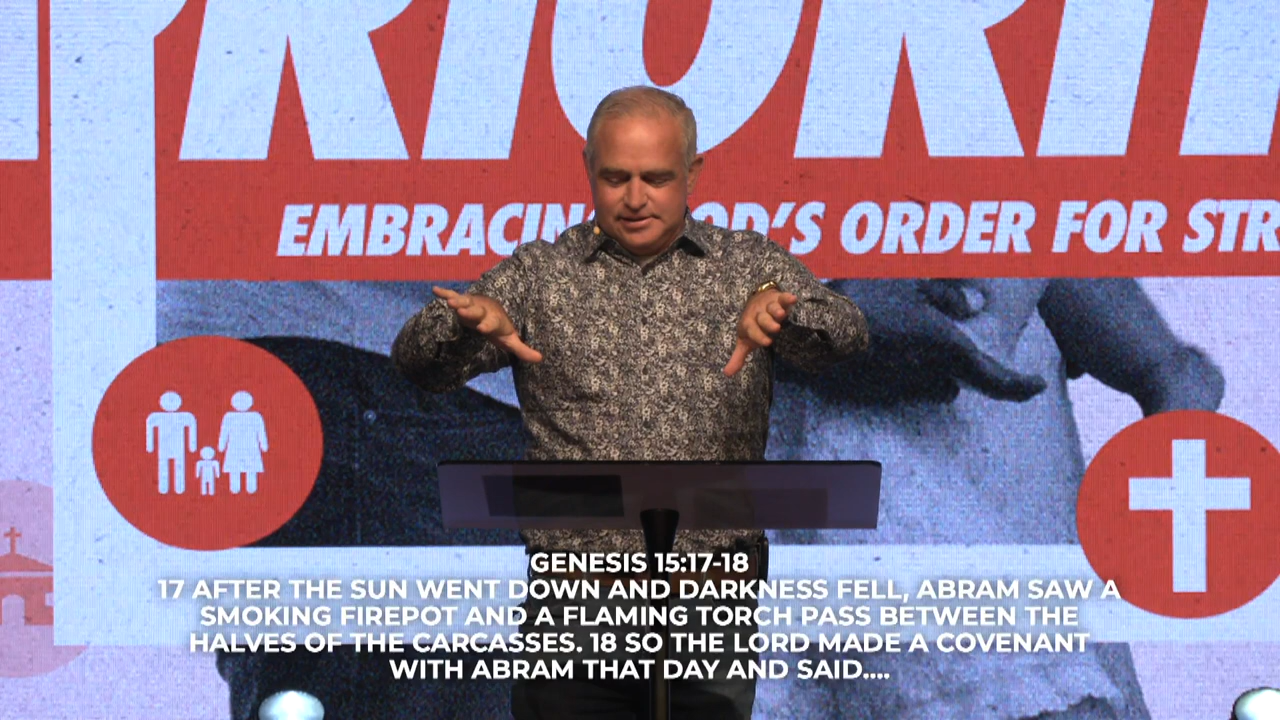 PRIORIT
EMBRACIN OD'S ORDER FOR STR
GENESIS 15:17-18
17 AFTER THE SUN WENT DOWN AND DARKNESS FELL, ABRAM SAW A
SMOKING FIREPOT AND A FLAMING TORCH PASS BETWEEN THE
HALVES OF THE CARCASSES. 18 SO THE LORD MADE A COVENANT
WITH ABRAM THAT DAY AND SAID....